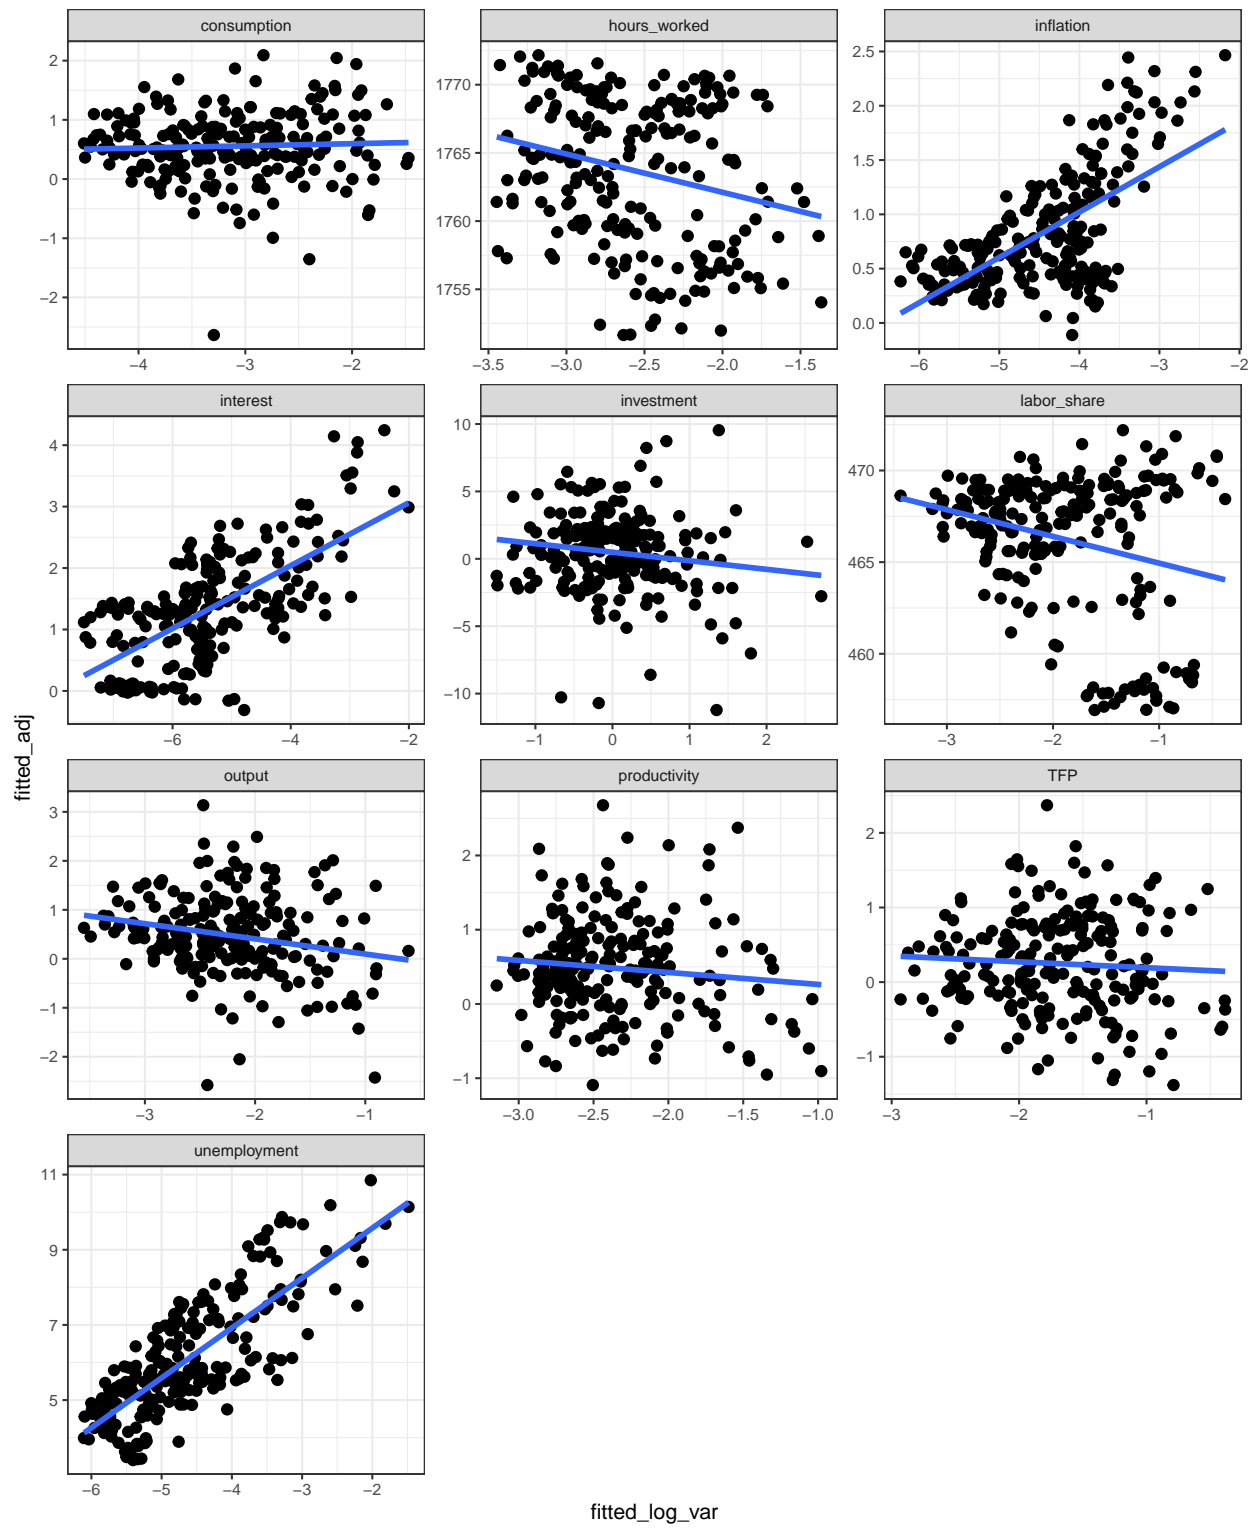 consumption hours_worked inflation
2
1
0
−1
−2
−4 −3 −2
1770
1765
1760
1755
−3.5 −3.0 −2.5 −2.0 −1.5
2.5
2.0
1.5
1.0
0.5
0.0
−6 −5 −4 −3 −2
interest investment labor_share
4
3
2
1
0
−6 −4 −2
10
5
0
−5
−10
−1 0 1 2
470
465
460
−3 −2 −1
fitted_adj
output productivity TFP
3
2
1
0
−1
−2
−3 −2 −1
2
1
0
−1
−3.0 −2.5 −2.0 −1.5 −1.0
2
1
0
−1
−3 −2 −1
unemployment
11
9
7
5
−6 −5 −4 −3 −2
fitted_log_var